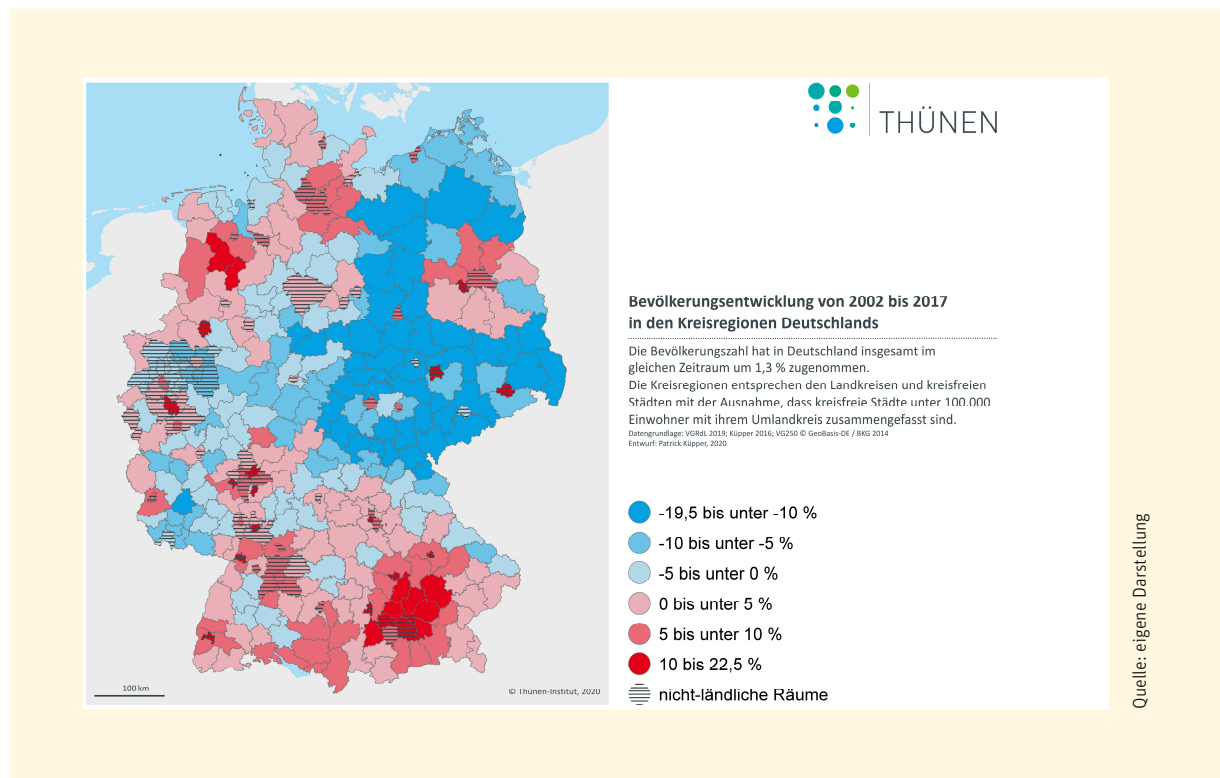 THÜNEN
Bevölkerungsentwicklung von 2002 bis 2017
in den Kreisregionen Deutschlands
Die Bevölkerungszahl hat in Deutschland insgesamt im
gleichen Zeitraum um 1,3 % zugenommen.
Die Kreisregionen entsprechen den Landkreisen und kreisfreien
Städten mit der Ausnahme, dass kreisfreie Städte unter 100.000
Einwohner mit ihrem Umlandkreis zusammengefasst sind.
Datengrundlage: VGRdL 2019; Küpper 2016; VG250 © GeoBasis-DE / BKG 2014
Entwurf: Patrick Küpper, 2020
-19,5 bis unter -10 %
-10 bis unter -5 %
-5 bis unter 0 %
0 bis unter 5 %
5 bis unter 10 %
10 bis 22,5 %
nicht-ländliche Räume
100 km
© Thünen-Institut, 2020
Quelle: eigene Darstellung